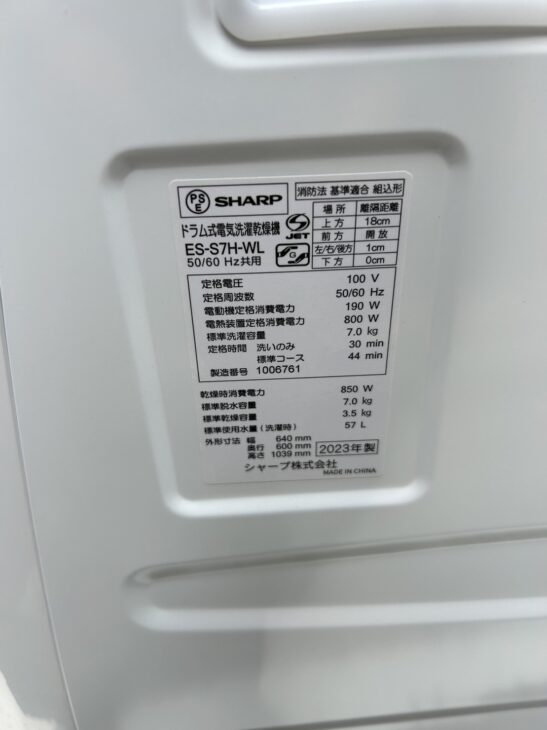 PSE SHARP
消防法 基準適合 組込形
ドラム式電気洗濯乾燥機
ES-S7H-WL
50/60 Hz共用
JET
場所 離隔距離
上方 18cm
前方 開放
左/右/後方 1cm
下方 0cm
定格電圧 100 V
定格周波数 50/60 Hz
電動機定格消費電力 190 W
電熱装置定格消費電力 800 W
標準洗濯容量 7.0 kg
定格時間 洗いのみ 30 min
標準コース 44 min
製造番号 1006761
乾燥時消費電力 850 W
標準脱水容量 7.0 kg
標準乾燥容量 3.5 kg
標準使用水量(洗濯時) 57 L
外形寸法 幅 640 mm
奥行 600 mm
高さ 1039 mm
2023年製
シャープ株式会社
MADE IN CHINA